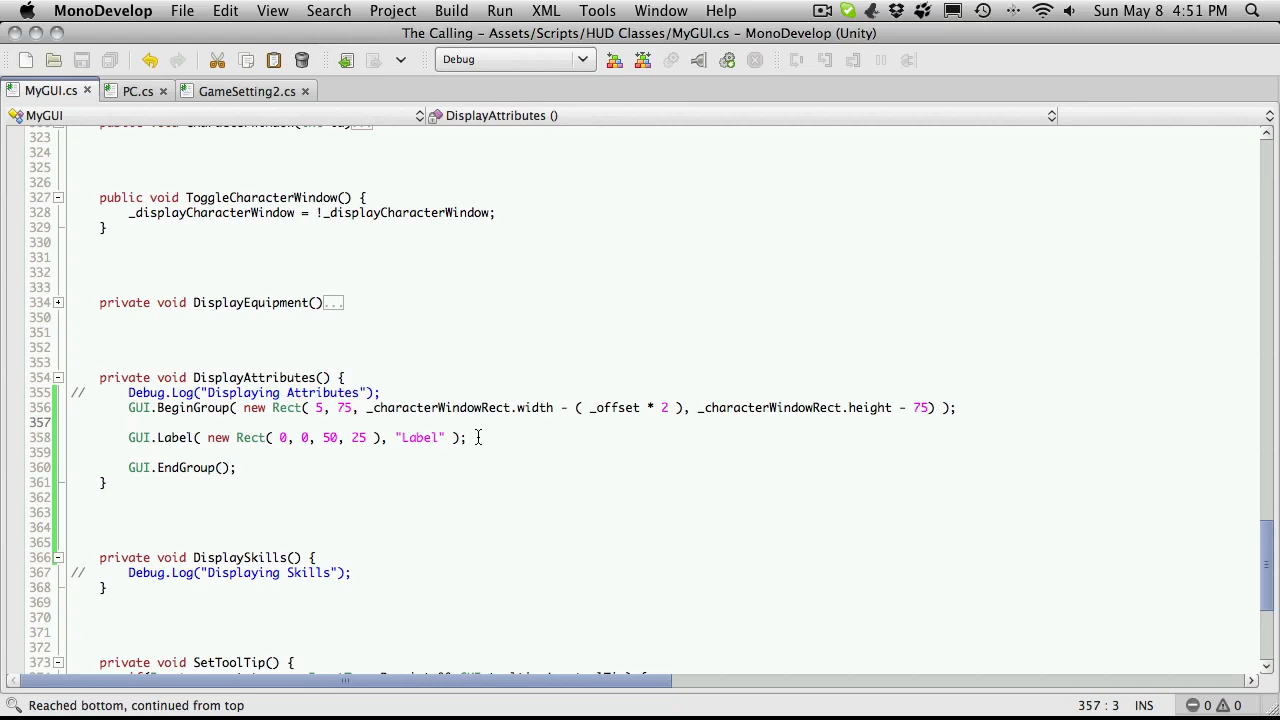 MonoDevelop File Edit View Search Project Build Run XML Tools Window Help Sun May 8 4:51 PM
The Calling - Assets/Scripts/HUD Classes/MyGUI.cs - MonoDevelop (Unity)
Debug
MyGUI.cs PC.cs GameSetting2.cs
MyGUI DisplayAttributes ()
323
324
325
326
327 public void ToggleCharacterWindow() {
328 _displayCharacterWindow = !_displayCharacterWindow;
329 }
330
331
332
333
334 private void DisplayEquipment()...
350
351
352
353
354 private void DisplayAttributes() {
355 // Debug.Log("Displaying Attributes");
356 GUI.BeginGroup( new Rect( 5, 75, _characterWindowRect.width - ( _offset * 2 ), _characterWindowRect.height - 75) );
357
358 GUI.Label( new Rect( 0, 0, 50, 25 ), "Label" );
359
360 GUI.EndGroup();
361 }
362
363
364
365
366 private void DisplaySkills() {
367 // Debug.Log("Displaying Skills");
368 }
369
370
371
372
373 private void SetToolTip() {
Reached bottom, continued from top 357 : 3 INS 0 0